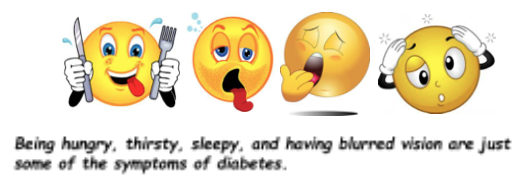 Being hungry, thirsty, sleepy, and having blurred vision are just
some of the symptoms of diabetes.